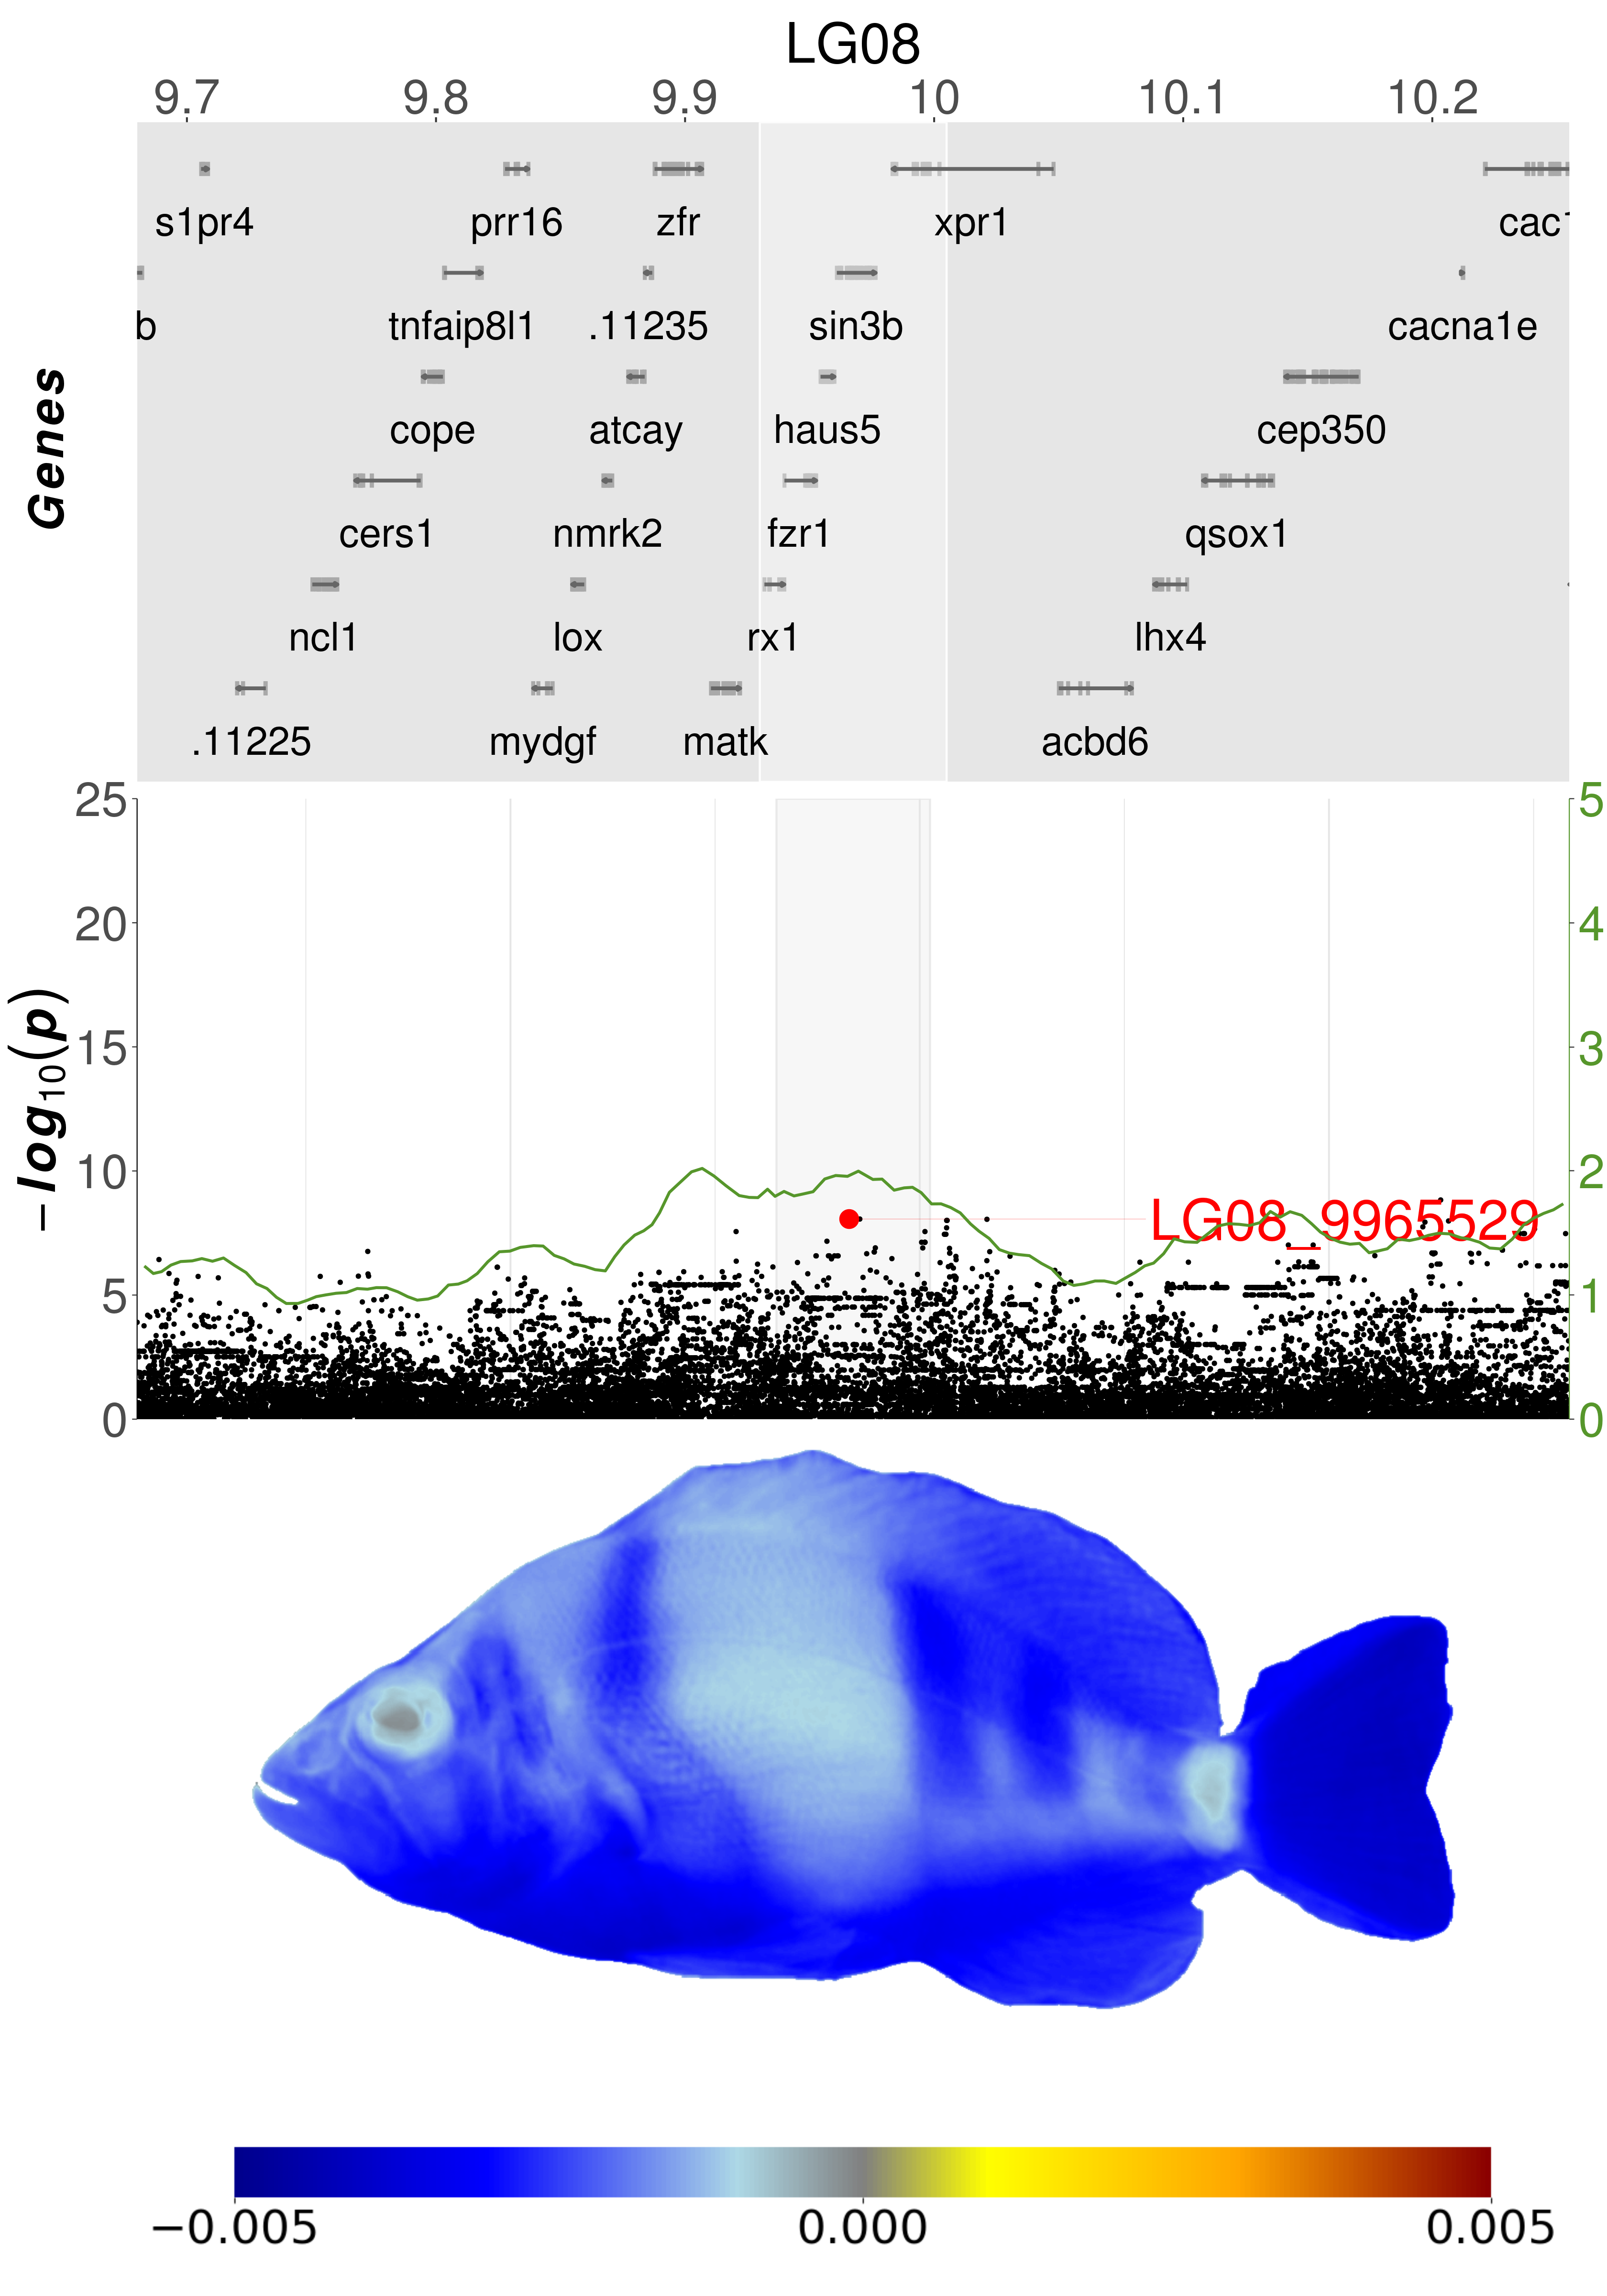 LG08
9.7 9.8 9.9 10 10.1 10.2
s1pr4 prr16 zfr xpr1 cac1
b tnfaip8l1 .11235 sin3b cacna1e
cope atcay haus5 cep350
cers1 nmrk2 fzr1 qsox1
ncl1 lox rx1 lhx4
.11225 mydgf matk acbd6
Genes
25 5
20 4
15 3
10 2
5 1
0 0
−log10(p)
LG08_9965529
−0.005 0.000 0.005